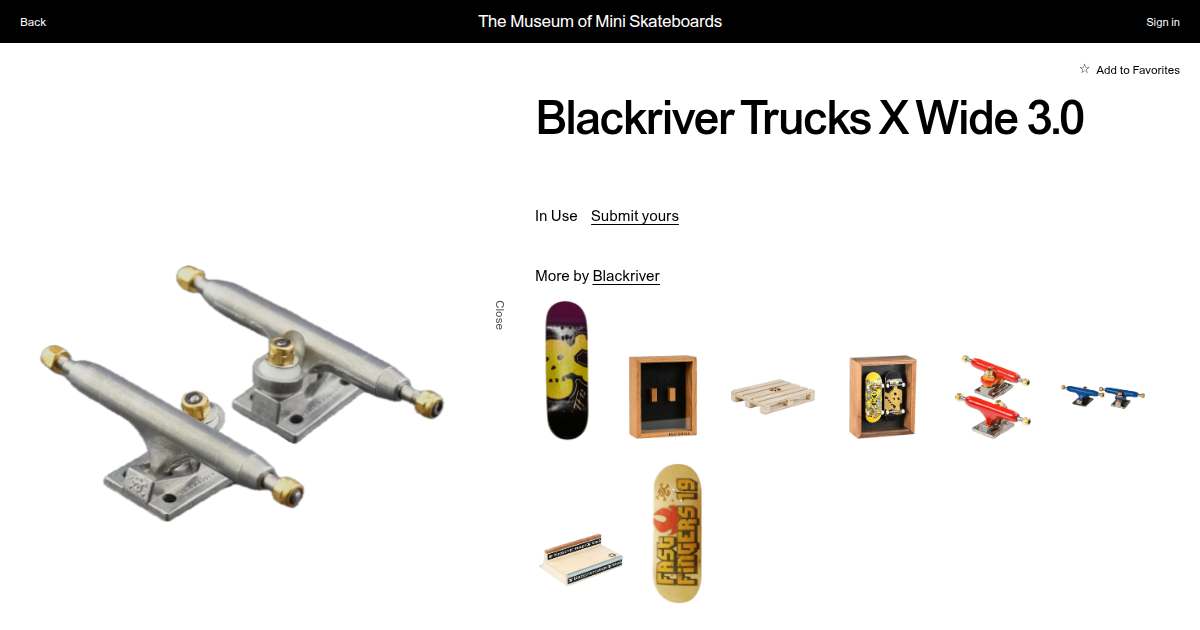 Back
The Museum of Mini Skateboards
Sign in
☆ Add to Favorites
Blackriver Trucks X Wide 3.0
In Use Submit yours
More by Blackriver
Close
FAST
FINGERS 19